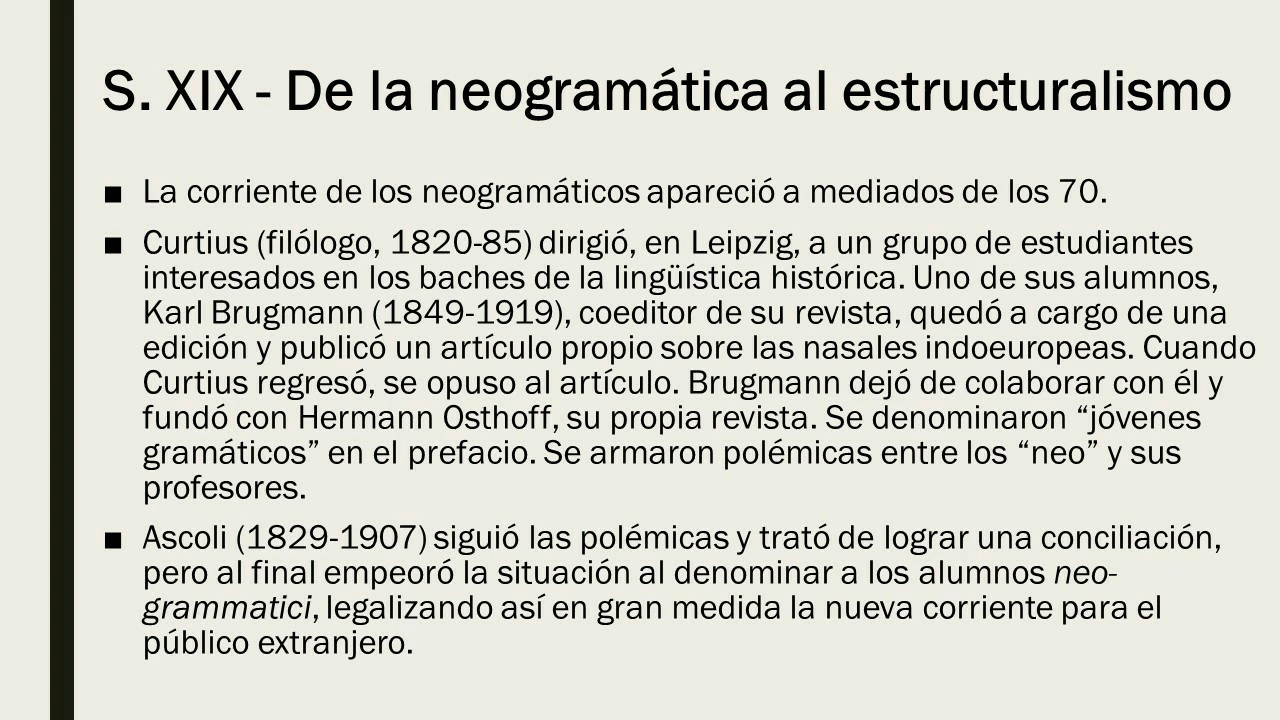 S. XIX - De la neogramática al estructuralismo
■ La corriente de los neogramáticos apareció a mediados de los 70.
■ Curtius (filólogo, 1820-85) dirigió, en Leipzig, a un grupo de estudiantes
interesados en los baches de la lingüística histórica. Uno de sus alumnos,
Karl Brugmann (1849-1919), coeditor de su revista, quedó a cargo de una
edición y publicó un artículo propio sobre las nasales indoeuropeas. Cuando
Curtius regresó, se opuso al artículo. Brugmann dejó de colaborar con él y
fundó con Hermann Osthoff, su propia revista. Se denominaron “jóvenes
gramáticos” en el prefacio. Se armaron polémicas entre los “neo” y sus
profesores.
■ Ascoli (1829-1907) siguió las polémicas y trató de lograr una conciliación,
pero al final empeoró la situación al denominar a los alumnos neo-
grammatici, legalizando así en gran medida la nueva corriente para el
público extranjero.